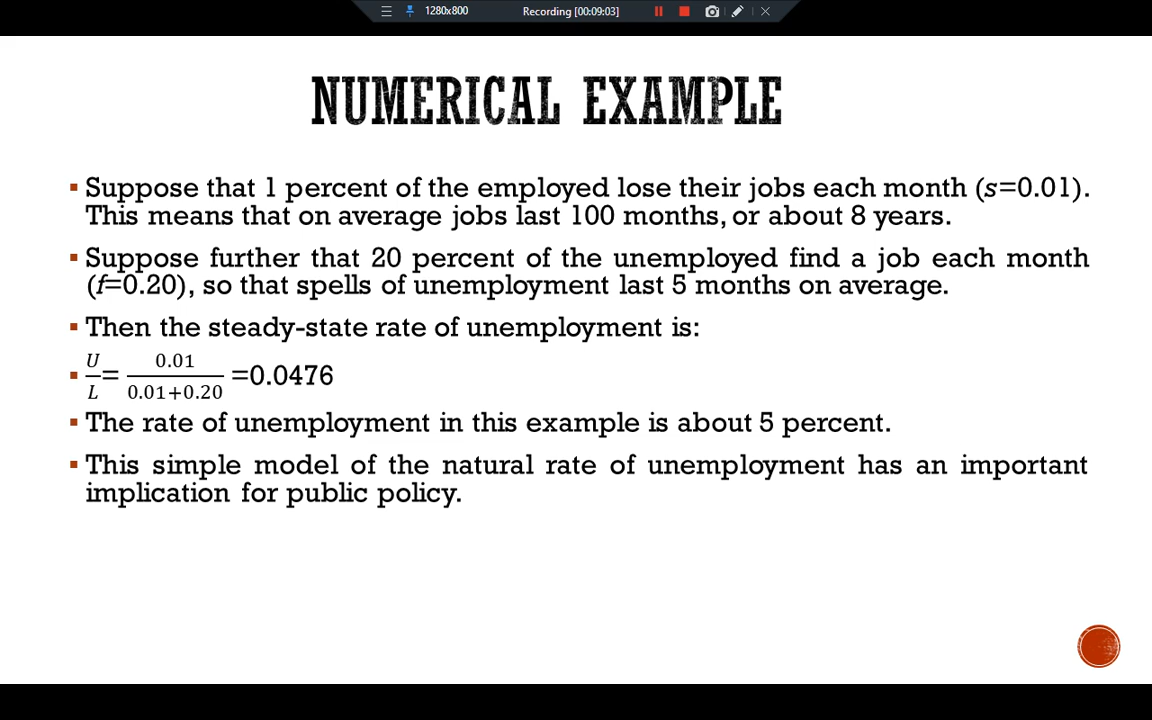 1280x800 Recording [00:09:03]
NUMERICAL EXAMPLE
▪ Suppose that 1 percent of the employed lose their jobs each month (s=0.01).
This means that on average jobs last 100 months, or about 8 years.
▪ Suppose further that 20 percent of the unemployed find a job each month
(f=0.20), so that spells of unemployment last 5 months on average.
▪ Then the steady-state rate of unemployment is:
▪ U/L= 0.01/0.01+0.20 =0.0476
▪ The rate of unemployment in this example is about 5 percent.
▪ This simple model of the natural rate of unemployment has an important
implication for public policy.